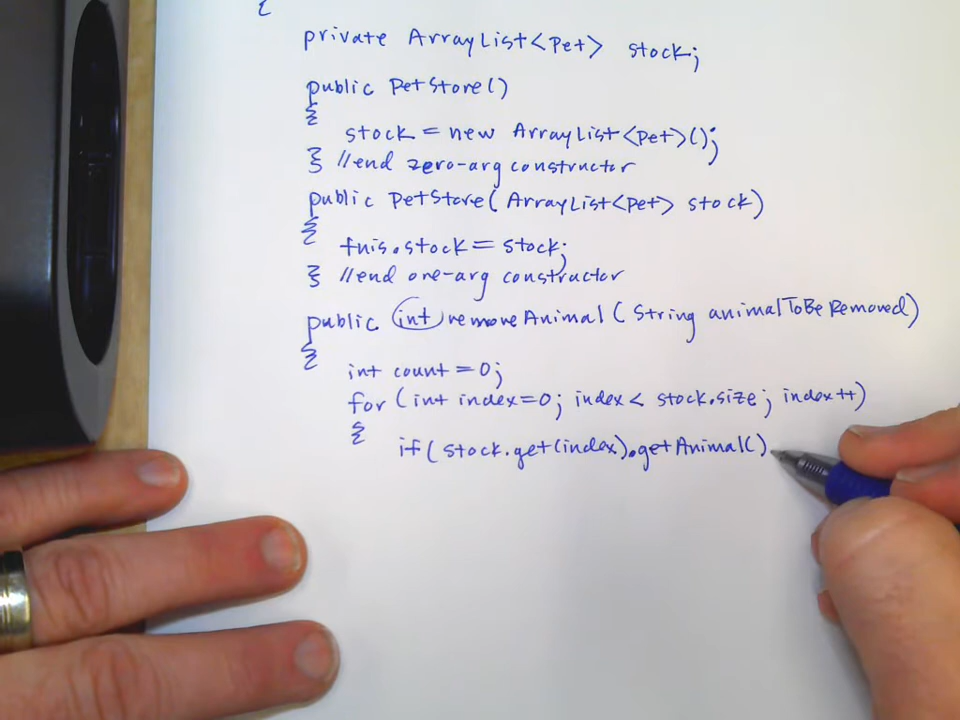 {
private ArrayList<Pet> stock;
public PetStore()
{
stock = new ArrayList<Pet>();
} //end zero-arg constructor
public PetStore( ArrayList<Pet> stock)
{
this.stock = stock;
} //end one-arg constructor
public int removeAnimal( String animalToBeRemoved)
{
int count = 0;
for (int index=0; index < stock.size; index++)
{
if( stock.get(index).getAnimal().